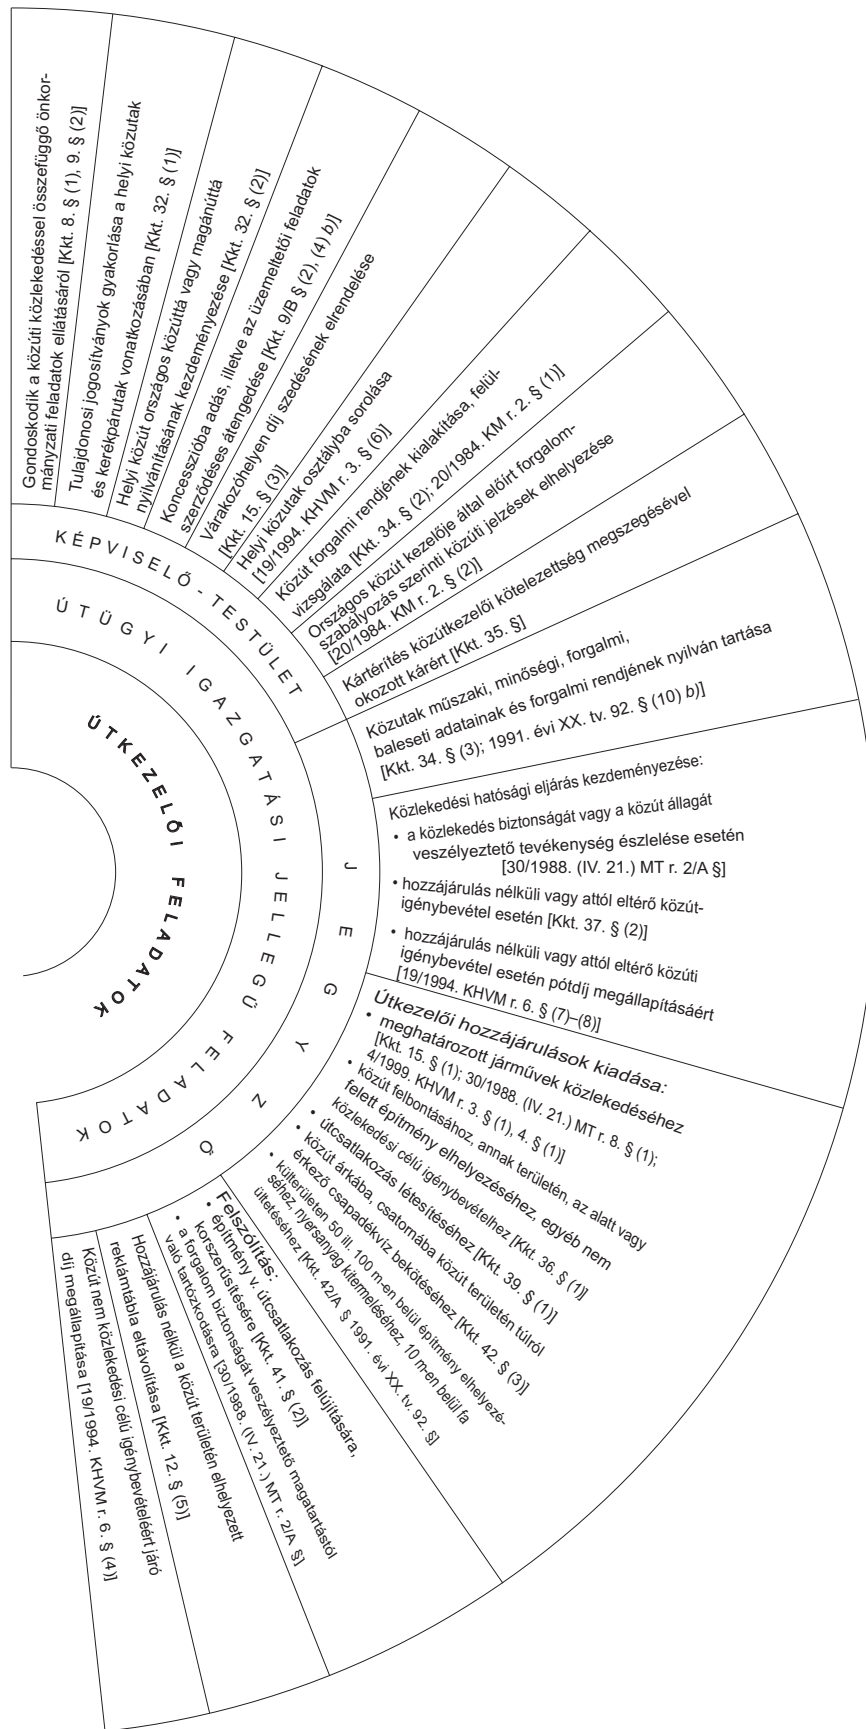 ÚTKEZELŐI FELADATOK
ÚTÜGYI IGAZGATÁSI JELLEGŰ FELADATOK
KÉPVISELŐ-TESTÜLET
Gondoskodik a közúti közlekedéssel összefüggő önkor-
mányzati feladatok ellátásáról [Kkt. 8. § (1), 9. § (2)]
Tulajdonosi jogosítványok gyakorlása a helyi közutak
és kerékpárutak vonatkozásában [Kkt. 32. § (1)]
Helyi közút országos közúttá vagy magánúttá
nyilvánításának kezdeményezése [Kkt. 32. § (2)]
Koncesszióba adás, illetve az üzemeltetői feladatok
szerződéses átengedése [Kkt. 9/B § (2), (4) b)]
Várakozóhelyen díj szedésének elrendelése
[Kkt. 15. § (3)]
Helyi közutak osztályba sorolása
[19/1994. KHVM r. 3. § (6)]
Közút forgalmi rendjének kialakítása, felül-
vizsgálata [Kkt. 34. § (2); 20/1984. KM r. 2. § (1)]
Országos közút kezelője által előírt forgalom-
szabályozás szerinti közúti jelzések elhelyezése
[20/1984. KM r. 2. § (2)]
Kártérítés közútkezelői kötelezettség megszegésével
okozott kárért [Kkt. 35. §]
JEGYZŐ
Közutak műszaki, minőségi, forgalmi,
baleseti adatainak és forgalmi rendjének nyilván tartása
[Kkt. 34. § (3); 1991. évi XX. tv. 92. § (10) b)]
Közlekedési hatósági eljárás kezdeményezése:
• a közlekedés biztonságát vagy a közút állagát
veszélyeztető tevékenység észlelése esetén
[30/1988. (IV. 21.) MT r. 2/A §]
• hozzájárulás nélküli vagy attól eltérő közút-
igénybevétel esetén [Kkt. 37. § (2)]
• hozzájárulás nélküli vagy attól eltérő közúti
igénybevétel esetén pótdíj megállapításáért
[19/1994. KHVM r. 6. § (7)–(8)]
Útkezelői hozzájárulások kiadása:
• meghatározott járművek közlekedéséhez
[Kkt. 15. § (1); 30/1988. (IV. 21.) MT r. 8. § (1);
4/1999. KHVM r. 3. § (1), 4. § (1)]
• közút felbontásához, annak területén, az alatt vagy
felett építmény elhelyezéséhez, egyéb nem
közlekedési célú igénybevételhez [Kkt. 36. § (1)]
• útcsatlakozás létesítéséhez [Kkt. 39. § (1)]
• közút árkába, csatornába közút területén túlról
érkező csapadékvíz bekötéséhez [Kkt. 42. § (3)]
• külterületen 50 ill. 100 m-en belül építmény elhelyezé-
séhez, nyersanyag kitermeléséhez, 10 m-en belül fa
ültetéséhez [Kkt. 42/A § 1991. évi XX. tv. 92. §]
Felszólítás:
• építmény v. útcsatlakozás felújítására,
korszerűsítésére [Kkt. 41. § (2)]
• a forgalom biztonságát veszélyeztető magatartástól
való tartózkodásra [30/1988. (IV. 21.) MT r. 2/A §]
Hozzájárulás nélkül a közút területén elhelyezett
reklámtábla eltávolítása [Kkt. 12. § (5)]
Közút nem közlekedési célú igénybevételéért járó
díj megállapítása [19/1994. KHVM r. 6. § (4)]